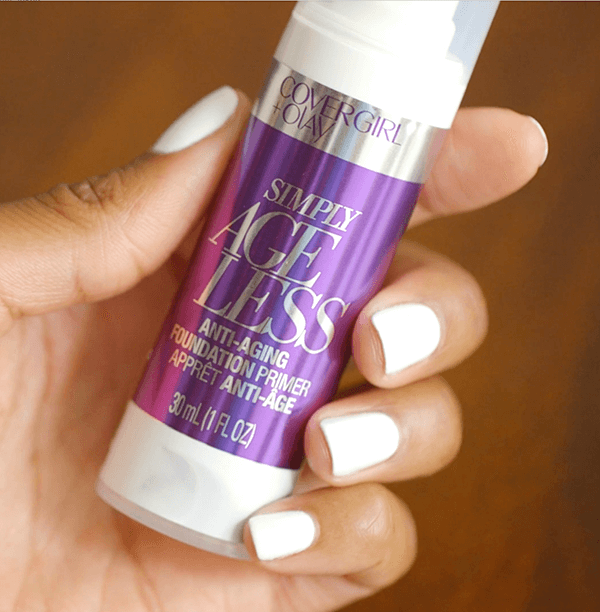 COVERGIRL
+OLAY
SIMPLY
AGE
LESS
ANTI-AGING
FOUNDATION PRIMER
APPRÊT ANTI-ÂGE
30 mL (1 FL OZ)